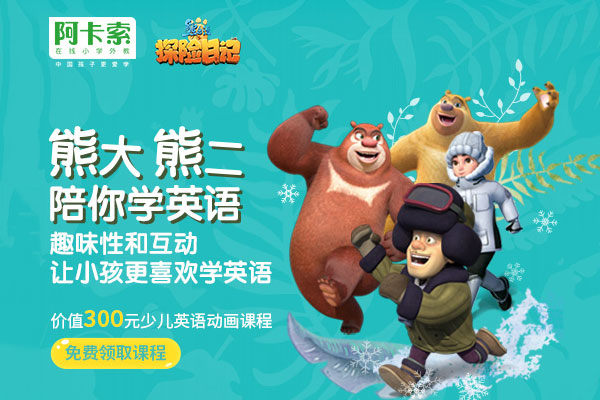 阿卡索
在线小学外教
中国孩子更爱学
探险日记
熊大 熊二
陪你学英语
趣味性和互动
让小孩更喜欢学英语
价值300元少儿英语动画课程
免费领取课程